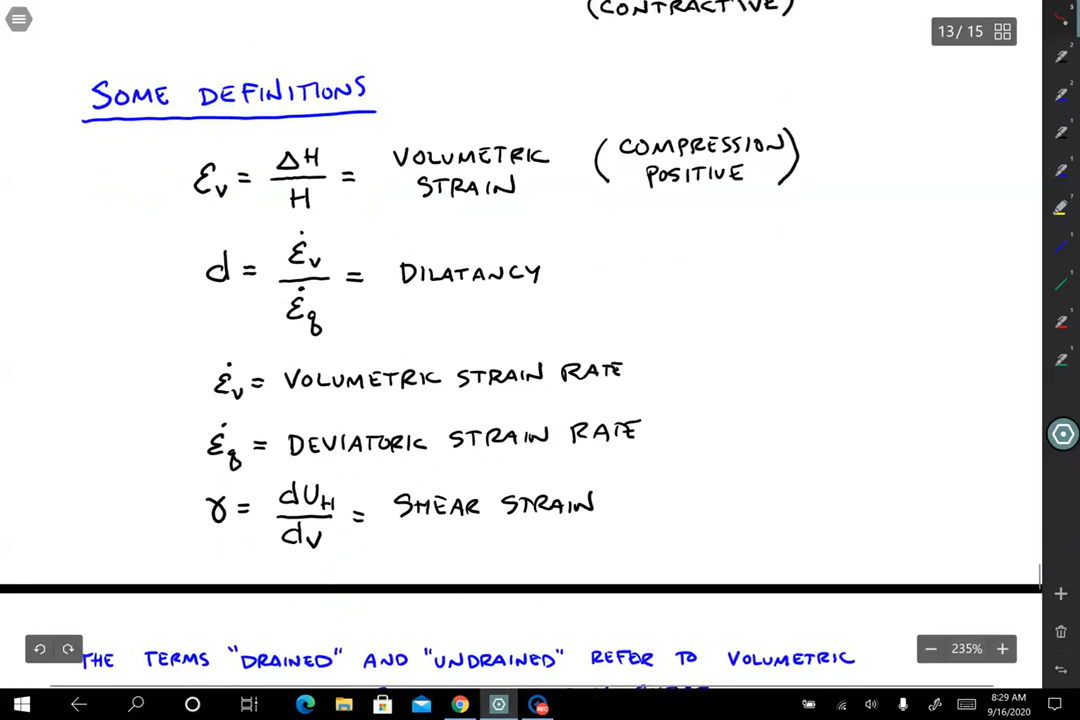 (CONTRACTIVE)
13 / 15
SOME DEFINITIONS
εv = ΔH/H = VOLUMETRIC STRAIN (COMPRESSION POSITIVE)
d = ε̇v/ε̇q = DILATANCY
ε̇v = VOLUMETRIC STRAIN RATE
ε̇q = DEVIATORIC STRAIN RATE
γ = dUH/dV = SHEAR STRAIN
THE TERMS "DRAINED" AND "UNDRAINED" REFER TO VOLUMETRIC
235%
8:29 AM
9/16/2020